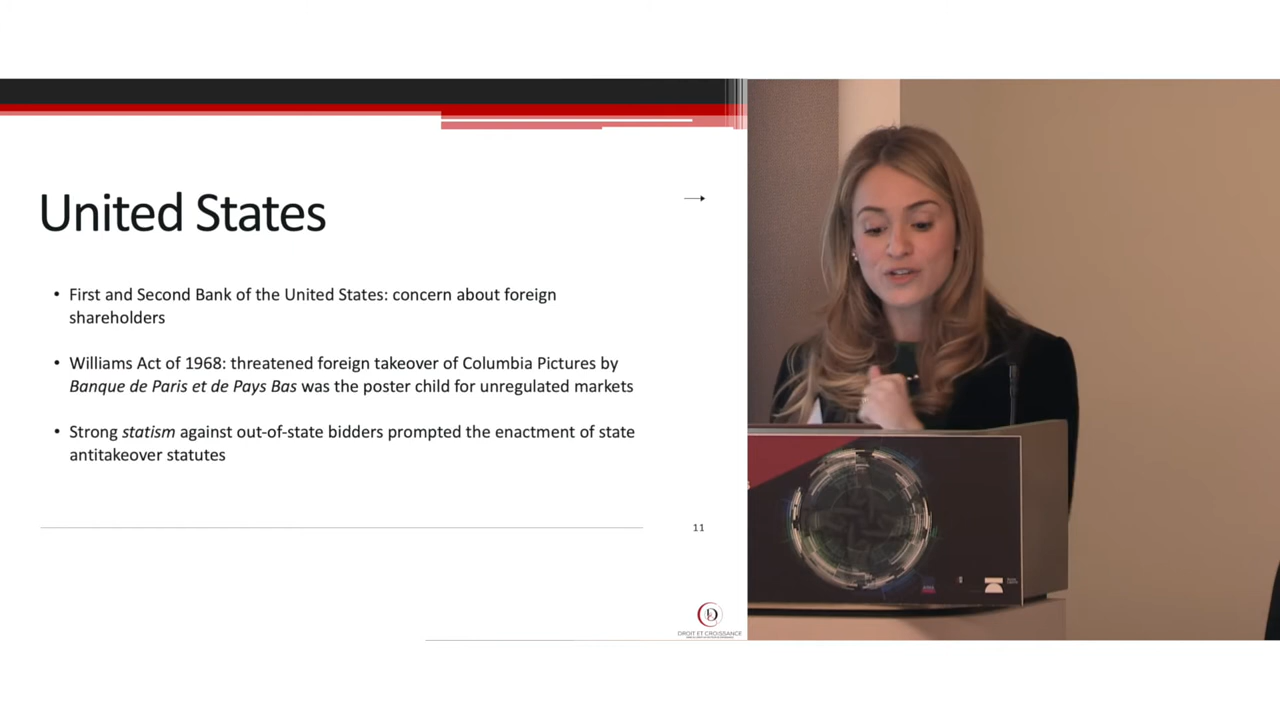 United States
• First and Second Bank of the United States: concern about foreign
shareholders
• Williams Act of 1968: threatened foreign takeover of Columbia Pictures by
Banque de Paris et de Pays Bas was the poster child for unregulated markets
• Strong statism against out-of-state bidders prompted the enactment of state
antitakeover statutes
11
DROIT ET CROISSANCE